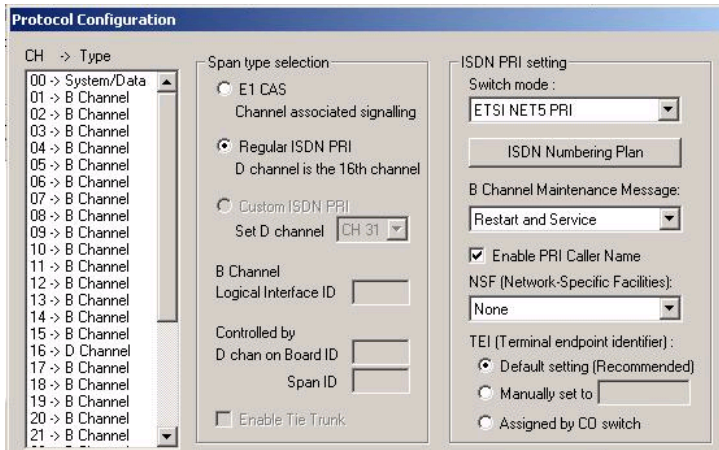 Protocol Configuration
CH -> Type
00 -> System/Data
01 -> B Channel
02 -> B Channel
03 -> B Channel
04 -> B Channel
05 -> B Channel
06 -> B Channel
07 -> B Channel
08 -> B Channel
09 -> B Channel
10 -> B Channel
11 -> B Channel
12 -> B Channel
13 -> B Channel
14 -> B Channel
15 -> B Channel
16 -> D Channel
17 -> B Channel
18 -> B Channel
19 -> B Channel
20 -> B Channel
21 -> B Channel
Span type selection
E1 CAS
Channel associated signalling
Regular ISDN PRI
D channel is the 16th channel
Custom ISDN PRI
Set D channel CH 31
B Channel
Logical Interface ID
Controlled by
D chan on Board ID
Span ID
Enable Tie Trunk
ISDN PRI setting
Switch mode :
ETSI NET5 PRI
ISDN Numbering Plan
B Channel Maintenance Message:
Restart and Service
Enable PRI Caller Name
NSF (Network-Specific Facilities):
None
TEI (Terminal endpoint identifier) :
Default setting (Recommended)
Manually set to
Assigned by CO switch